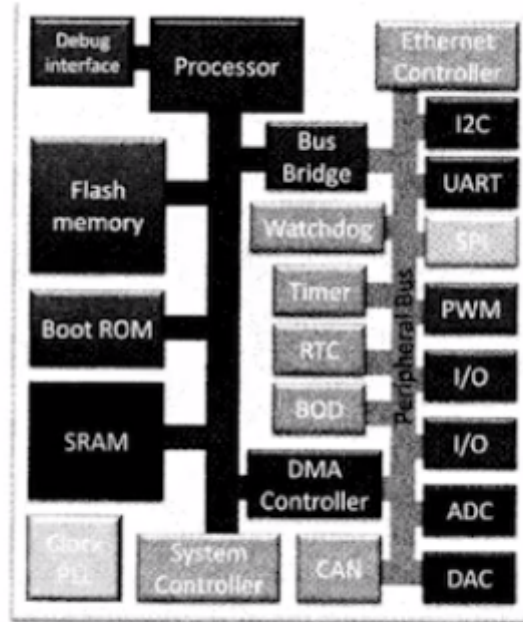 Debug
interface
Processor
Ethernet
Controller
I2C
Bus
Bridge
UART
Flash
memory
Watchdog
SPI
Timer
PWM
Boot ROM
RTC
Peripheral Bus
I/O
BOD
I/O
SRAM
DMA
Controller
ADC
Clock
PLL
System
Controller
CAN
DAC